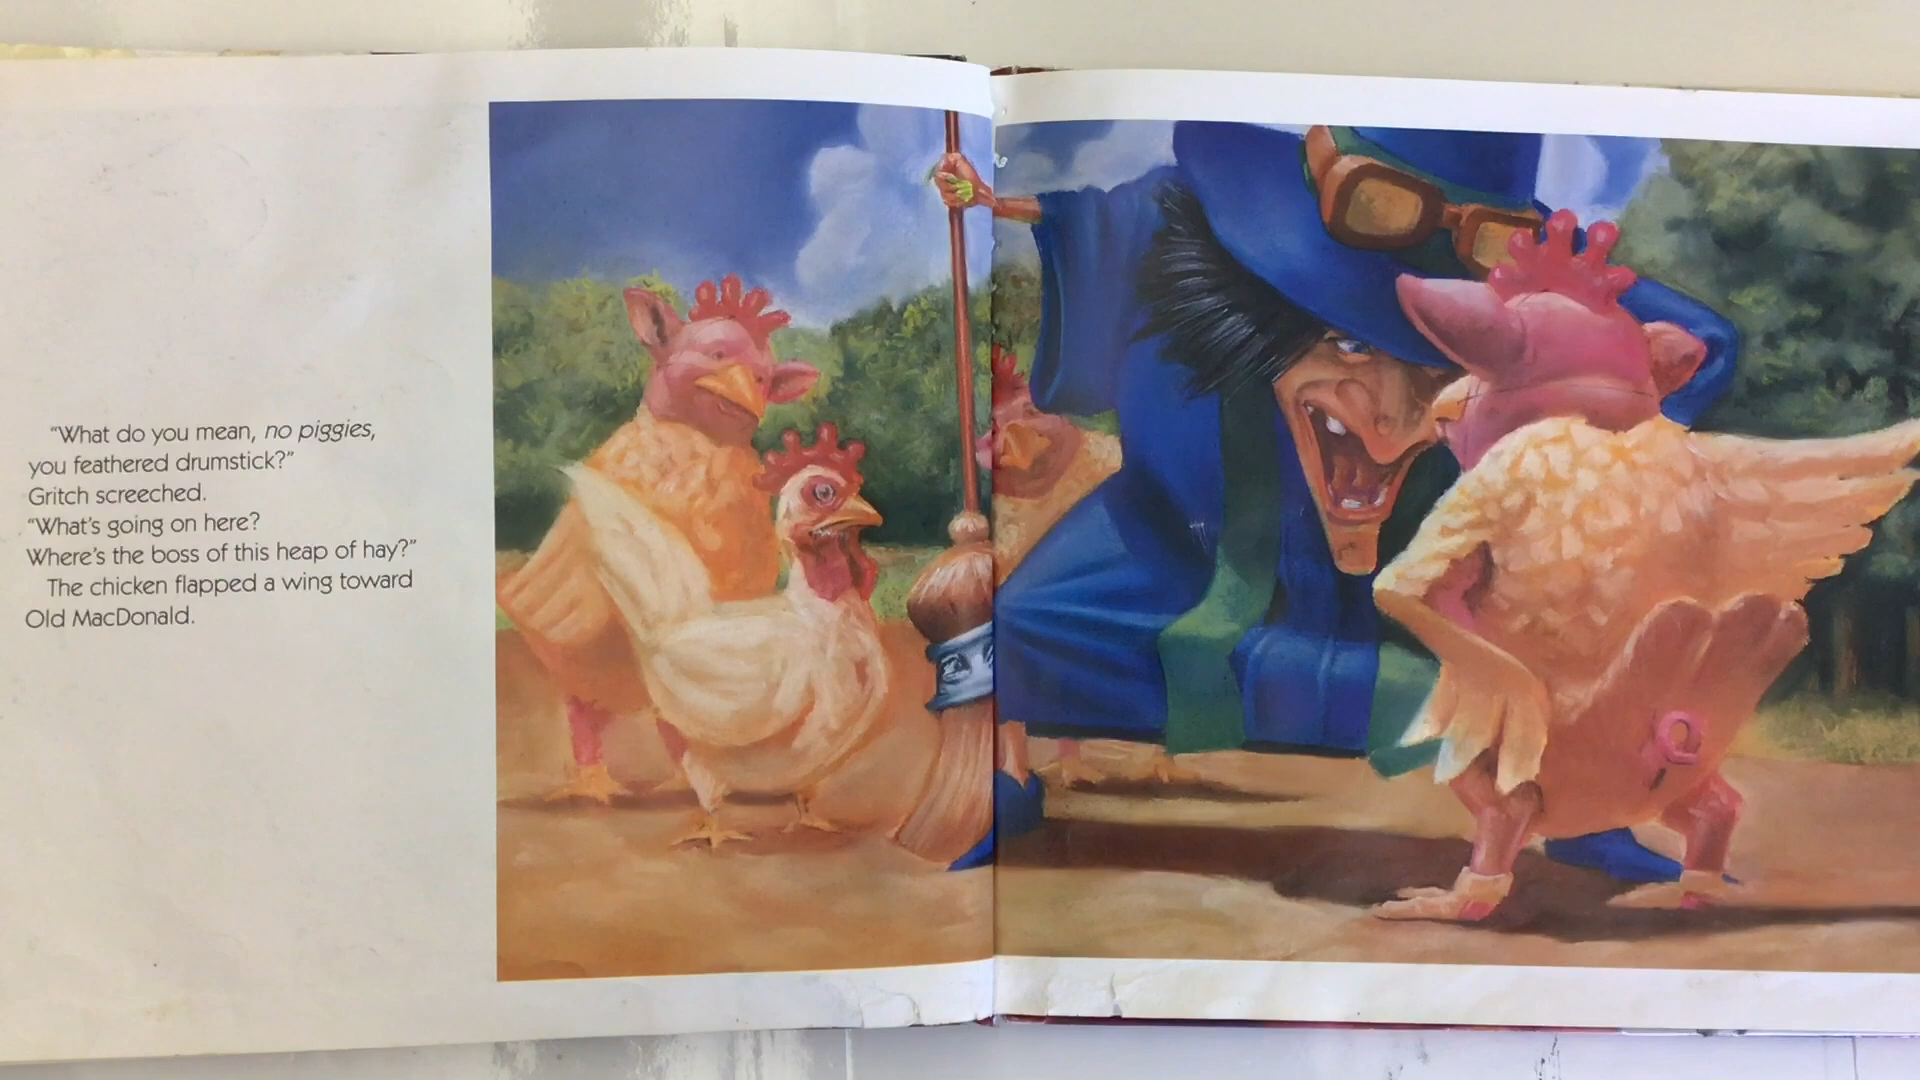 “What do you mean, no piggies,
you feathered drumstick?”
Gritch screeched.
“What’s going on here?
Where’s the boss of this heap of hay?”
The chicken flapped a wing toward
Old MacDonald.